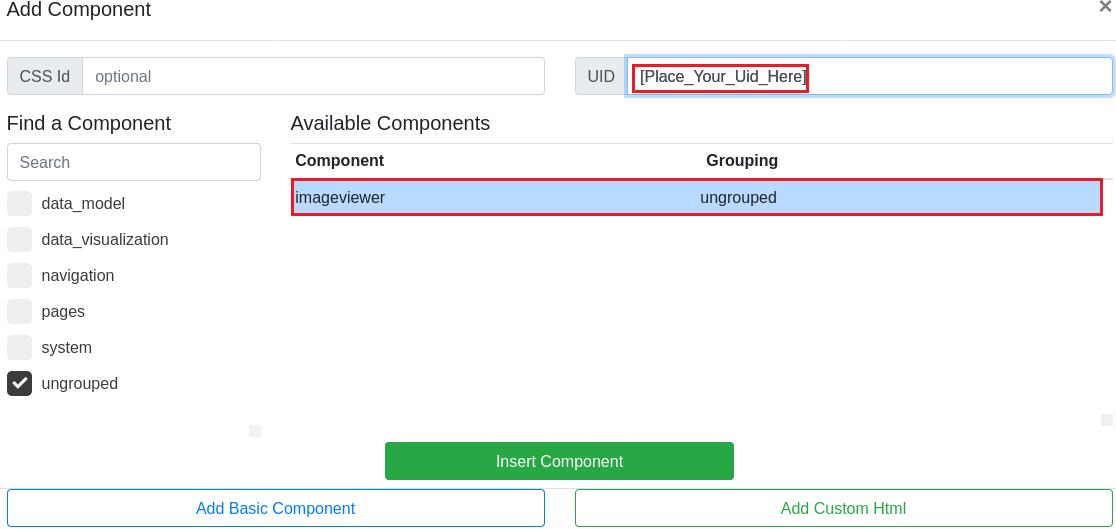 Add Component
×
CSS Id optional
UID [Place_Your_Uid_Here]
Find a Component
Available Components
Search
Component Grouping
imageviewer ungrouped
data_model
data_visualization
navigation
pages
system
ungrouped
Insert Component
Add Basic Component
Add Custom Html